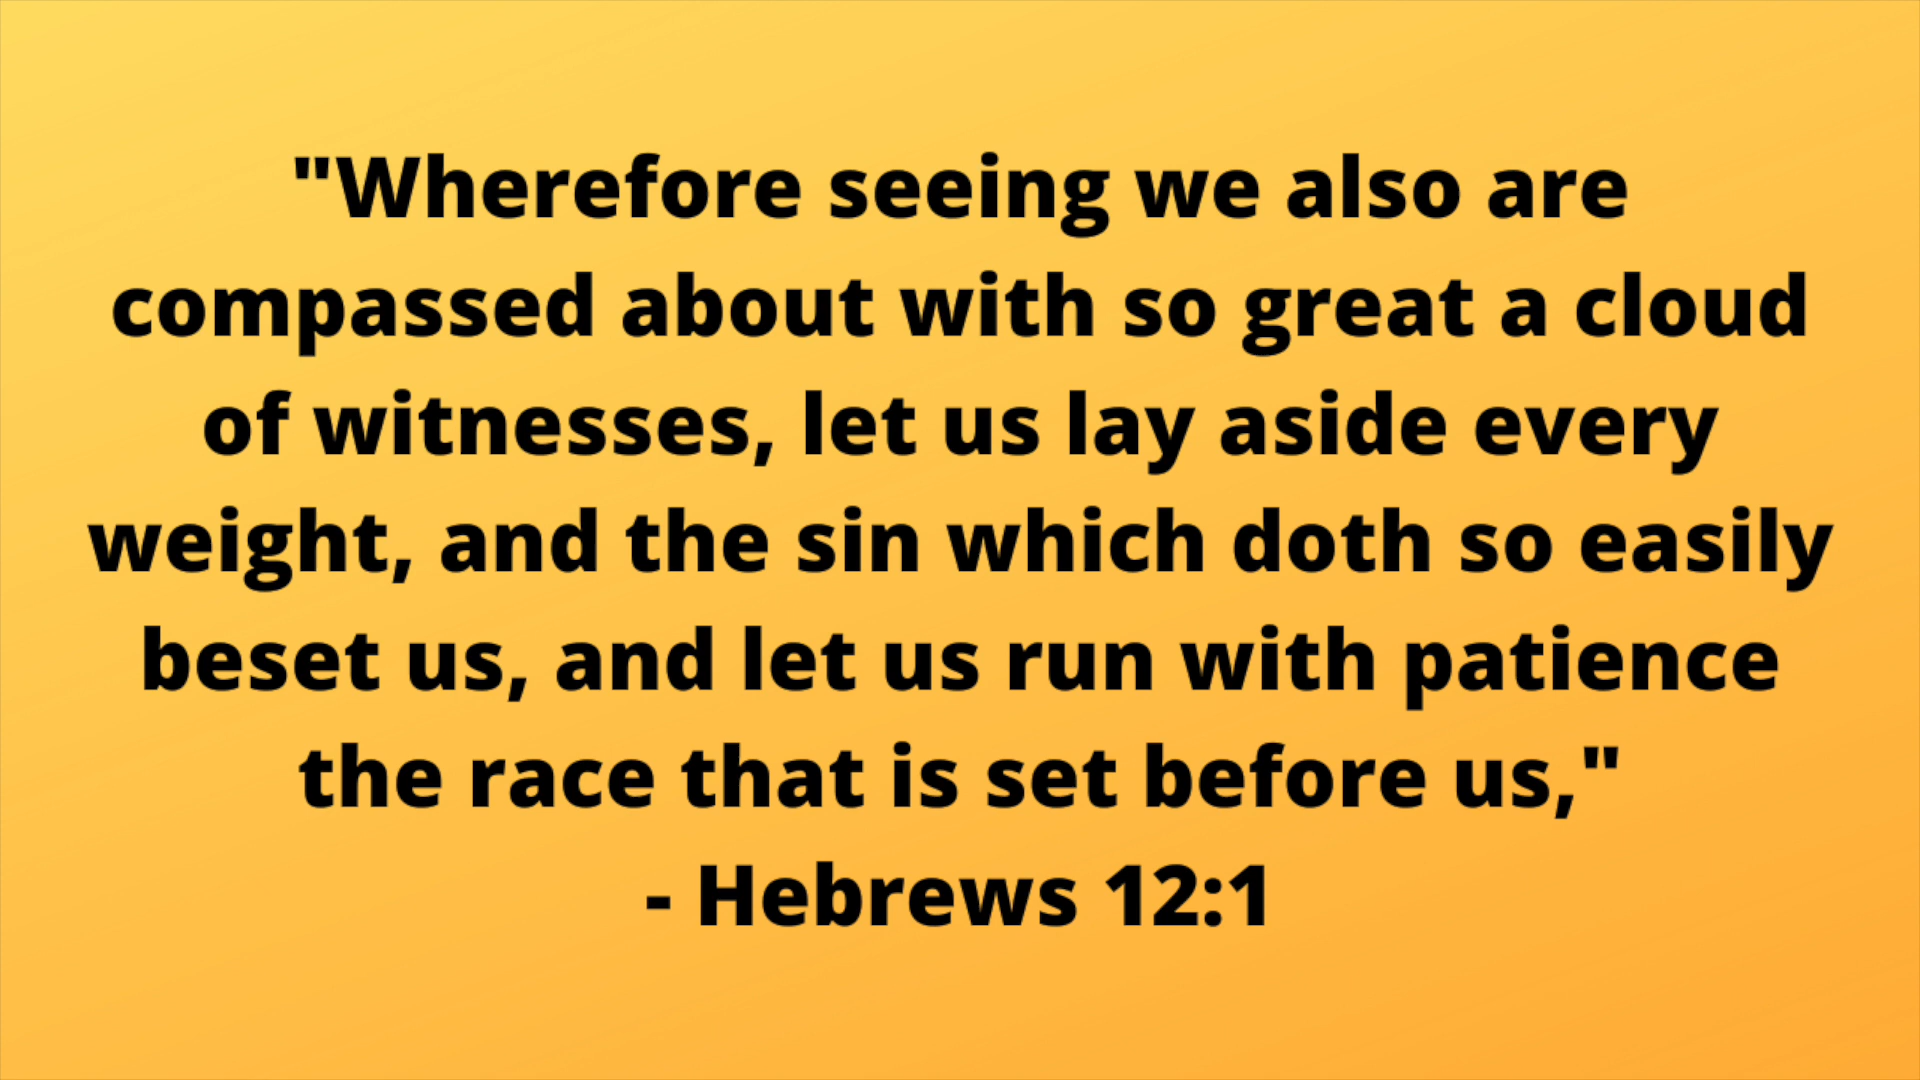 "Wherefore seeing we also are
compassed about with so great a cloud
of witnesses, let us lay aside every
weight, and the sin which doth so easily
beset us, and let us run with patience
the race that is set before us,"
- Hebrews 12:1